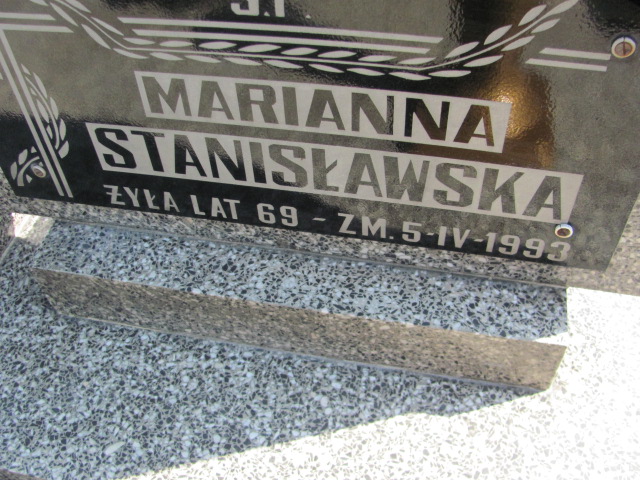 MARIANNA
STANISŁAWSKA
ŻYŁA LAT 69 - ZM. 5-IV-1993